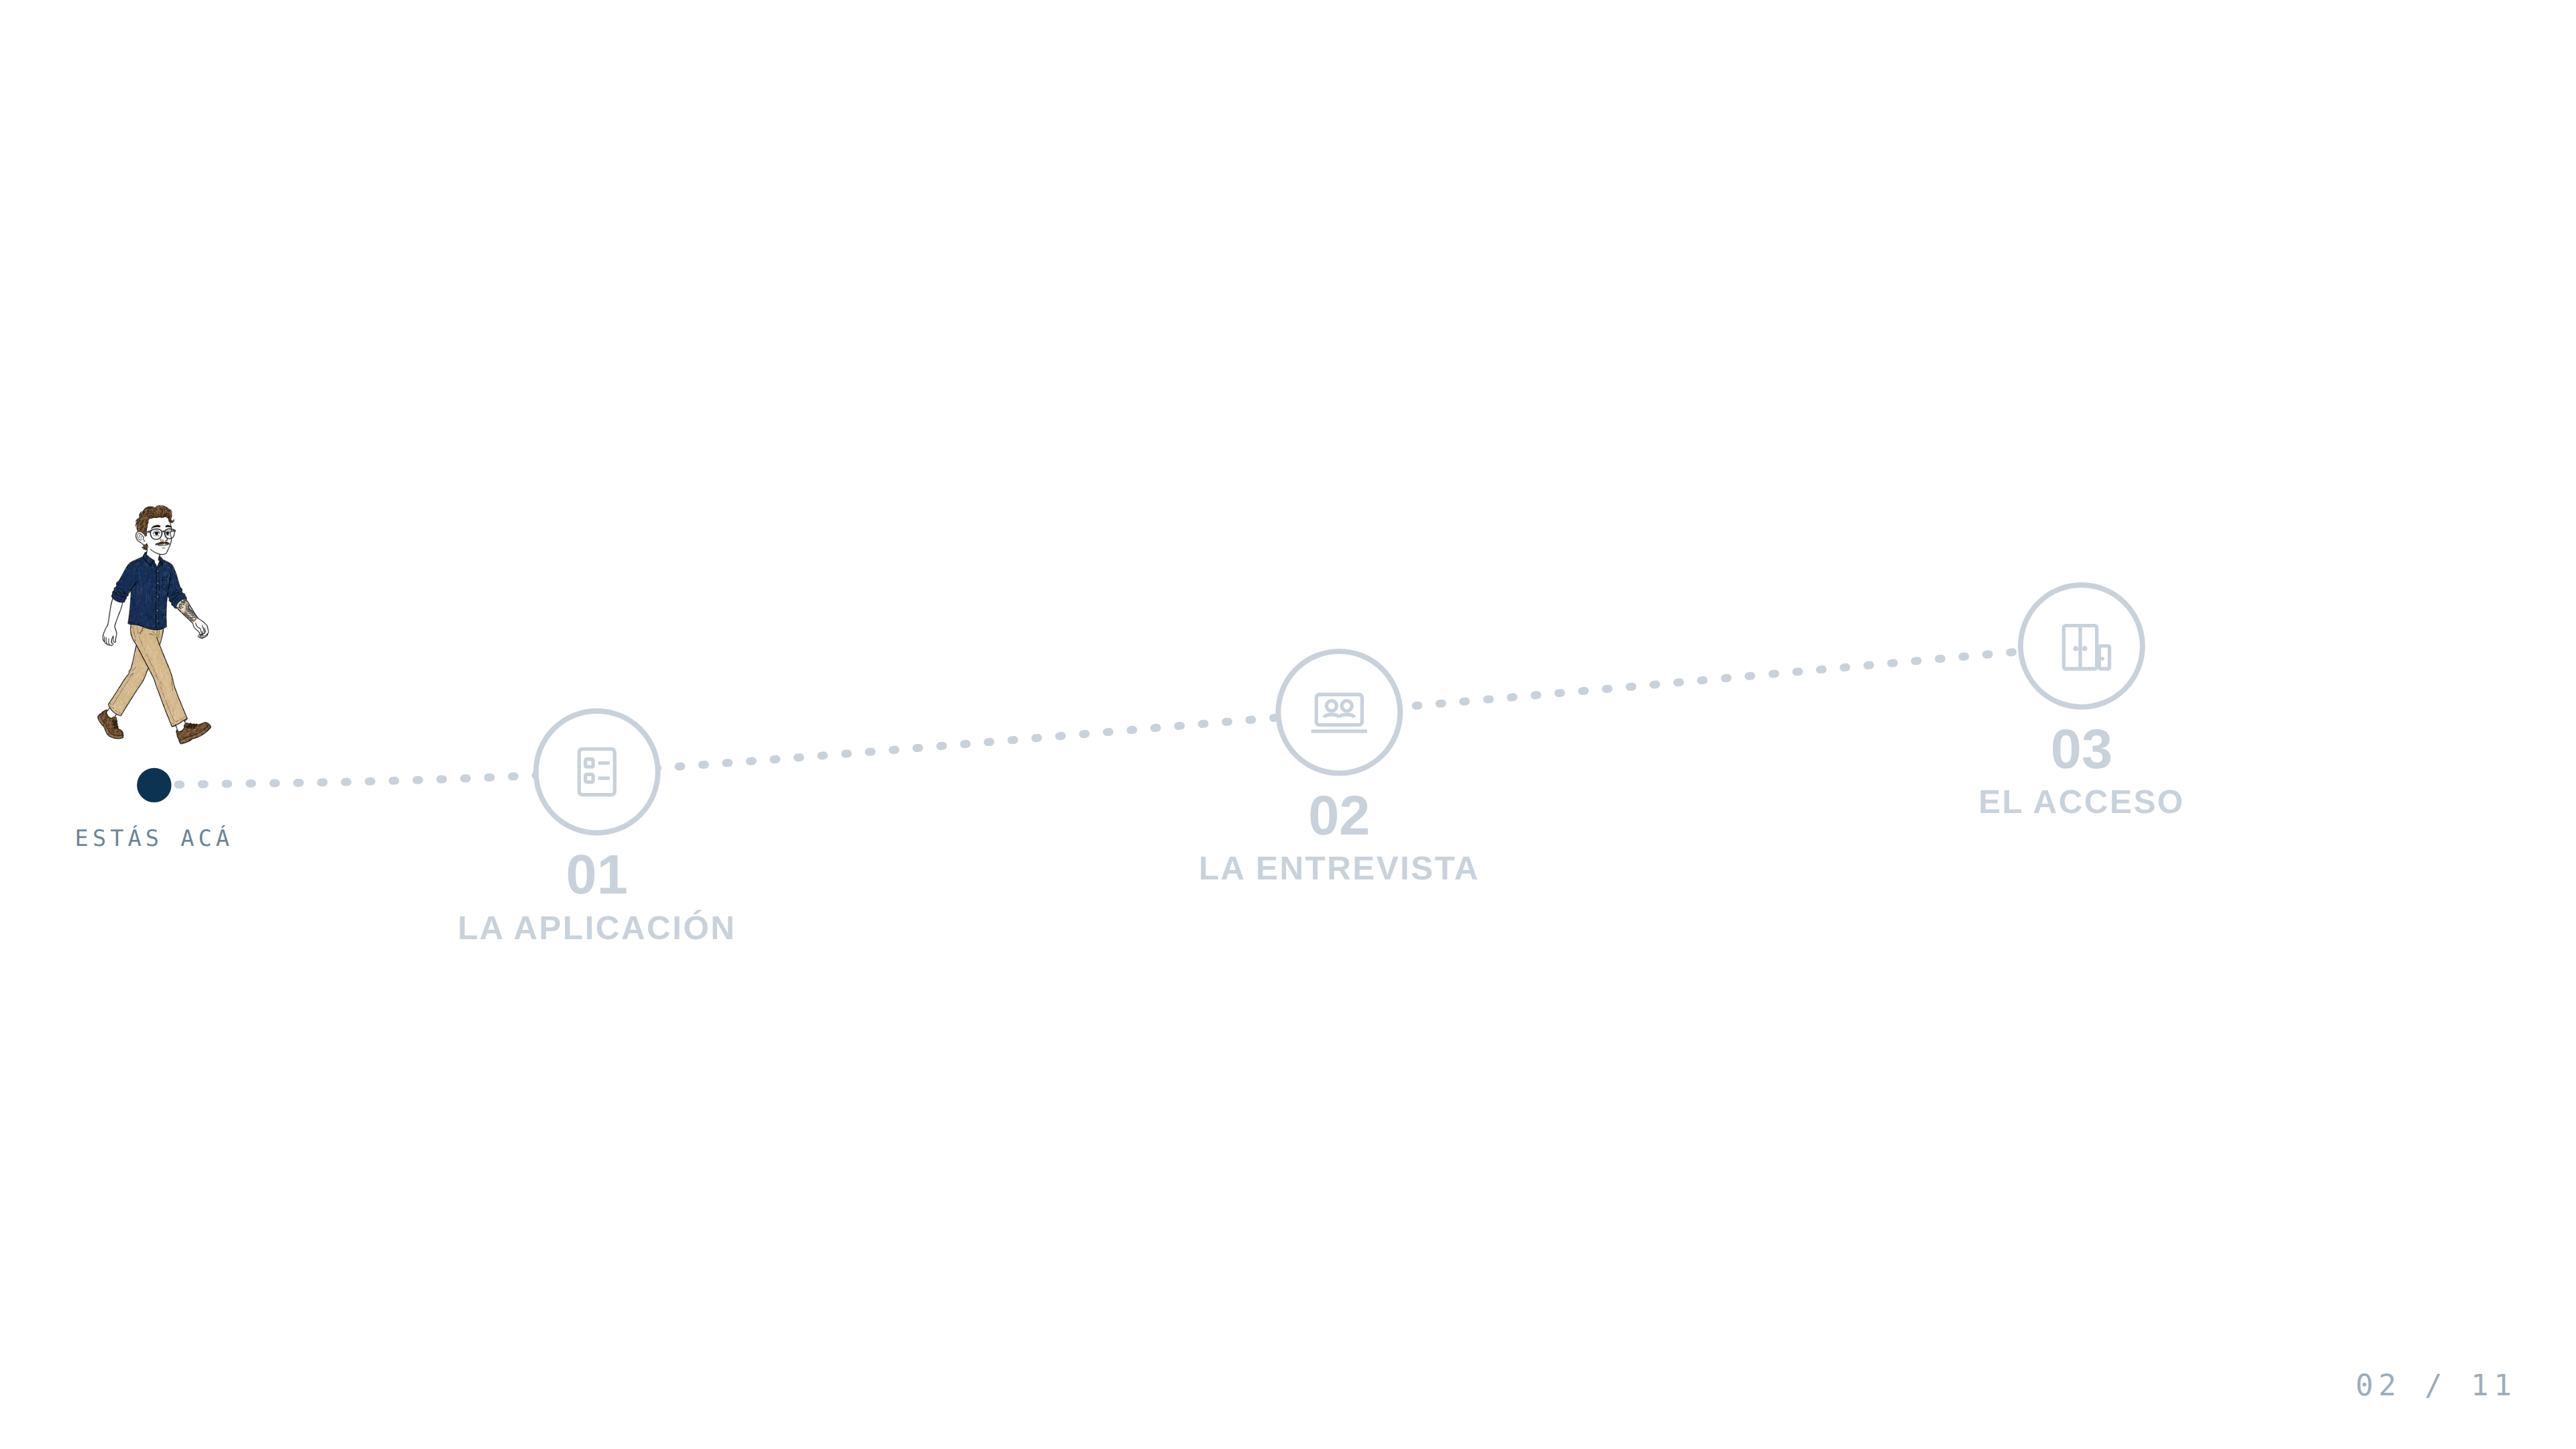 ESTÁS ACÁ
01
LA APLICACIÓN
02
LA ENTREVISTA
03
EL ACCESO
02 / 11